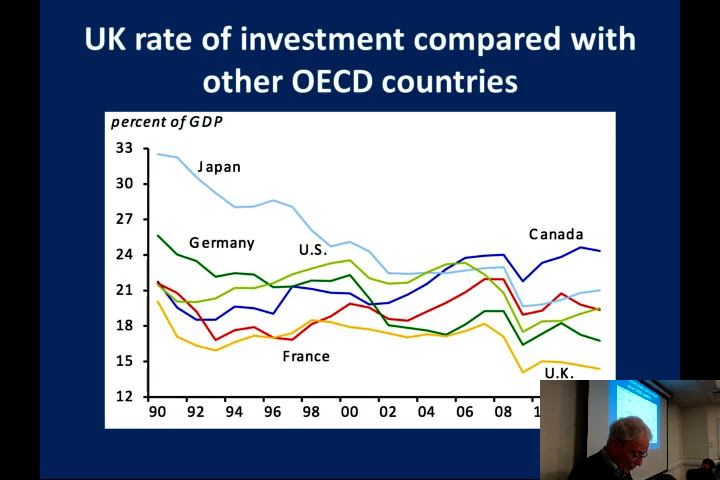 UK rate of investment compared with
other OECD countries
percent of GDP
33
Japan
30
27
Canada
Germany
U.S.
24
21
18
France
15
U.K.
12
90 92 94 96 98 00 02 04 06 08